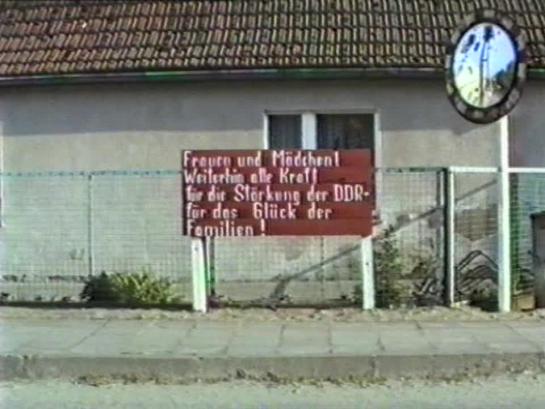 Frauen und Mädchen!
Weiterhin alle Kraft
für die Stärkung der DDR-
für das Glück der
Familien!